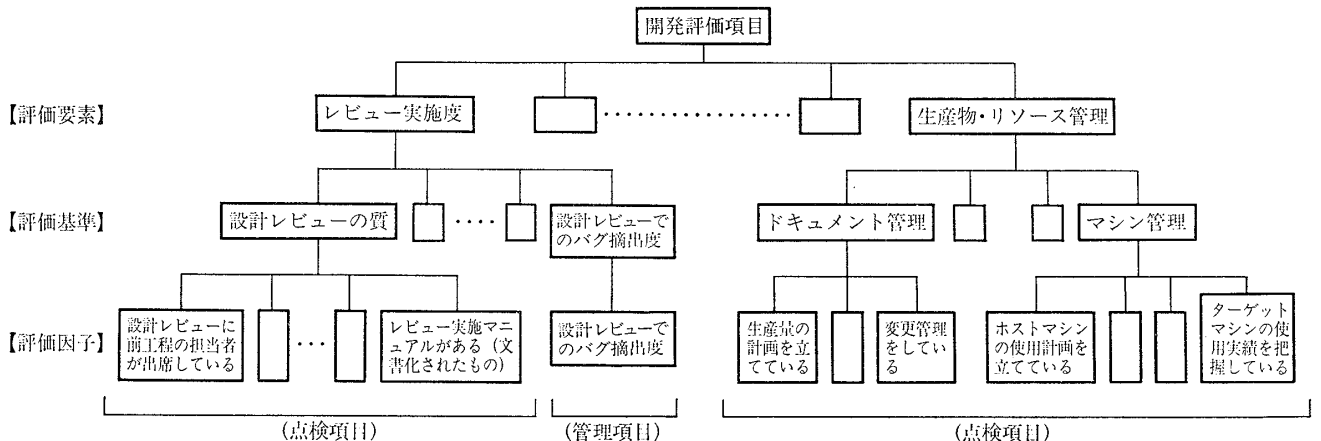 開発評価項目
【評価要素】
レビュー実施度
生産物・リソース管理
【評価基準】
設計レビューの質
設計レビューで
のバグ摘出度
ドキュメント管理
マシン管理
【評価因子】
設計レビューに
前工程の担当者
が出席している
レビュー実施マニ
ュアルがある（文
書化されたもの）
設計レビューで
のバグ摘出度
生産量の
計画を立
てている
変更管理
をしてい
る
ホストマシン
の使用計画を
立てている
ターゲット
マシンの使
用実績を把
握している
（点検項目）
（管理項目）
（点検項目）